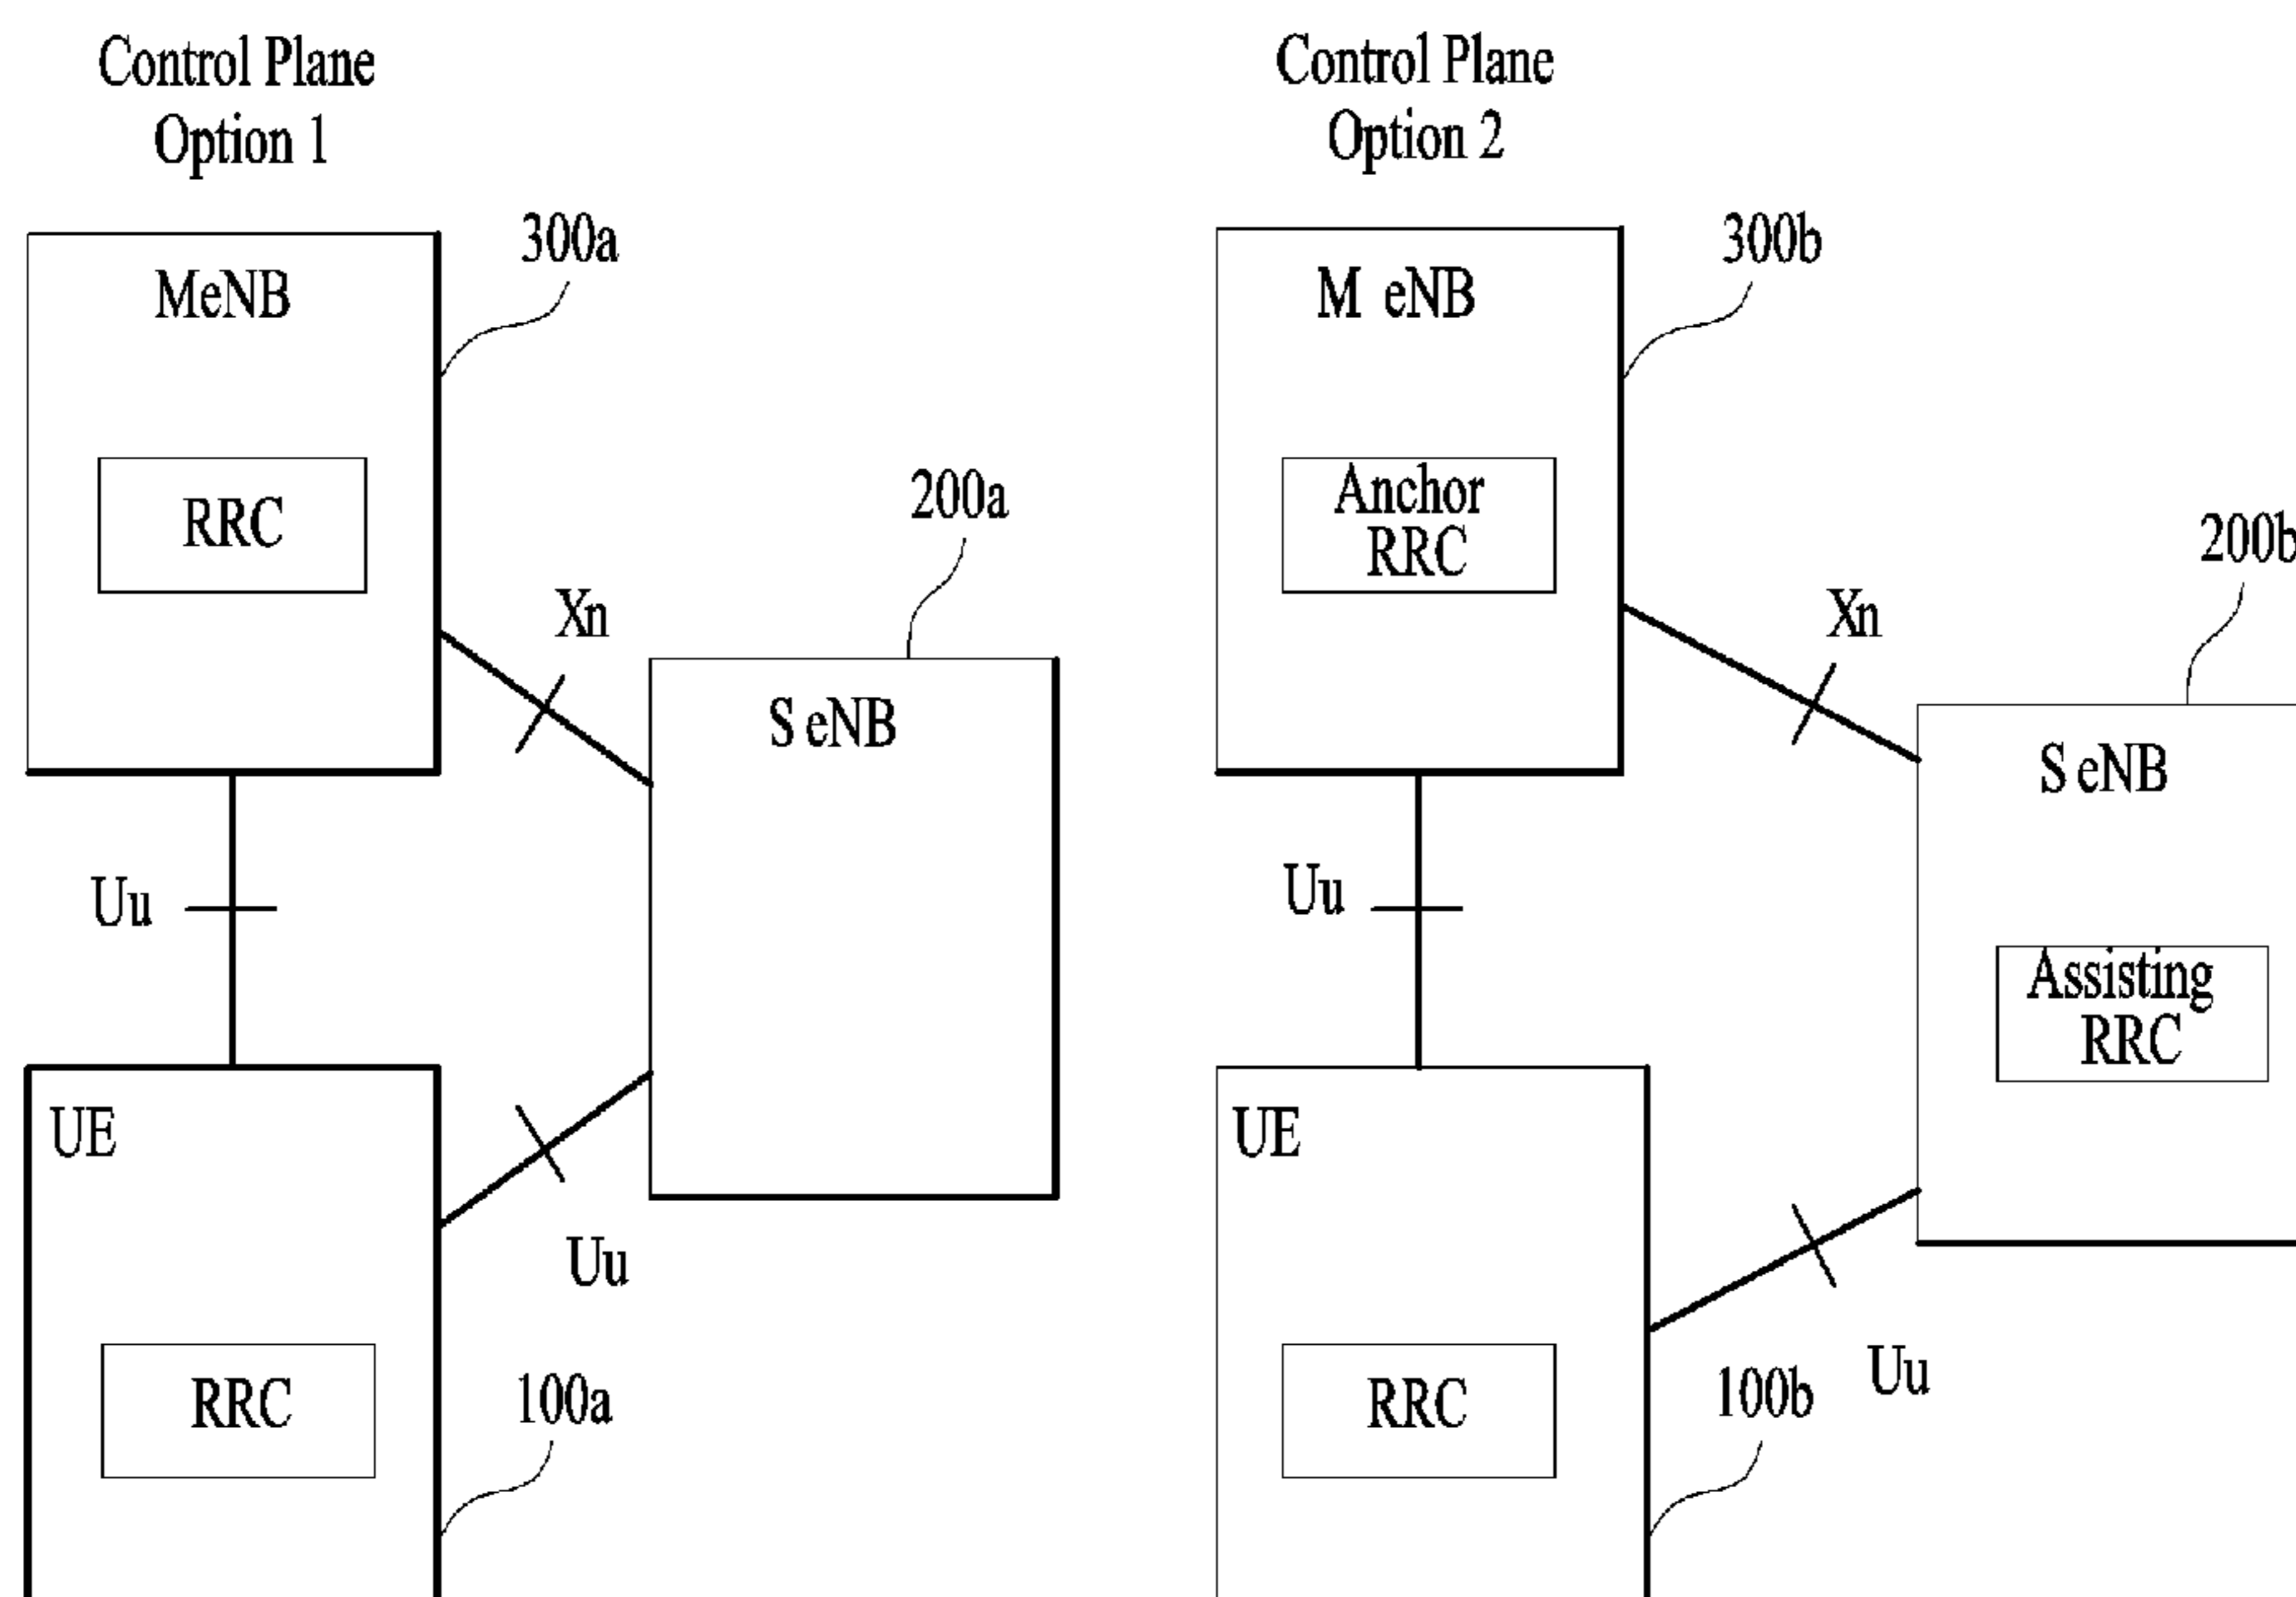 Control Plane
Option 1
300a
MeNB
RRC
200a
Xn
S eNB
Uu
UE
Uu
RRC
100a
Control Plane
Option 2
300b
M eNB
Anchor
RRC
200b
Xn
S eNB
Uu
Assisting
RRC
UE
Uu
RRC
100b